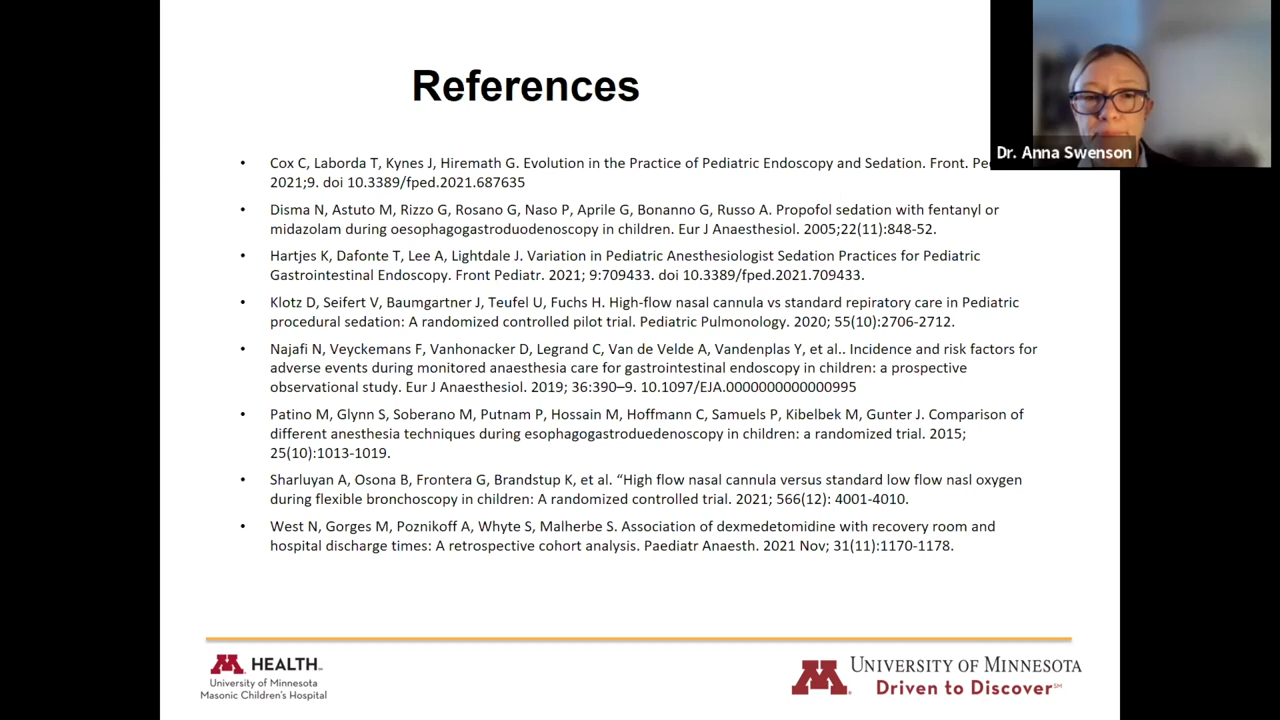 References
Dr. Anna Swenson
• Cox C, Laborda T, Kynes J, Hiremath G. Evolution in the Practice of Pediatric Endoscopy and Sedation. Front.
2021;9. doi 10.3389/fped.2021.687635
• Disma N, Astuto M, Rizzo G, Rosano G, Naso P, Aprile G, Bonanno G, Russo A. Propofol sedation with fentanyl or
midazolam during oesophagogastroduodenoscopy in children. Eur J Anaesthesiol. 2005;22(11):848-52.
• Hartjes K, Dafonte T, Lee A, Lightdale J. Variation in Pediatric Anesthesiologist Sedation Practices for Pediatric
Gastrointestinal Endoscopy. Front Pediatr. 2021; 9:709433. doi 10.3389/fped.2021.709433.
• Klotz D, Seifert V, Baumgartner J, Teufel U, Fuchs H. High-flow nasal cannula vs standard repiratory care in Pediatric
procedural sedation: A randomized controlled pilot trial. Pediatric Pulmonology. 2020; 55(10):2706-2712.
• Najafi N, Veyckemans F, Vanhonacker D, Legrand C, Van de Velde A, Vandenplas Y, et al.. Incidence and risk factors for
adverse events during monitored anaesthesia care for gastrointestinal endoscopy in children: a prospective
observational study. Eur J Anaesthesiol. 2019; 36:390–9. 10.1097/EJA.0000000000000995
• Patino M, Glynn S, Soberano M, Putnam P, Hossain M, Hoffmann C, Samuels P, Kibelbek M, Gunter J. Comparison of
different anesthesia techniques during esophagogastroduedenoscopy in children: a randomized trial. 2015;
25(10):1013-1019.
• Sharluyan A, Osona B, Frontera G, Brandstup K, et al. “High flow nasal cannula versus standard low flow nasl oxygen
during flexible bronchoscopy in children: A randomized controlled trial. 2021; 566(12): 4001-4010.
• West N, Gorges M, Poznikoff A, Whyte S, Malherbe S. Association of dexmedetomidine with recovery room and
hospital discharge times: A retrospective cohort analysis. Paediatr Anaesth. 2021 Nov; 31(11):1170-1178.
M HEALTH
University of Minnesota
Masonic Children's Hospital
M UNIVERSITY OF MINNESOTA
Driven to Discover℠